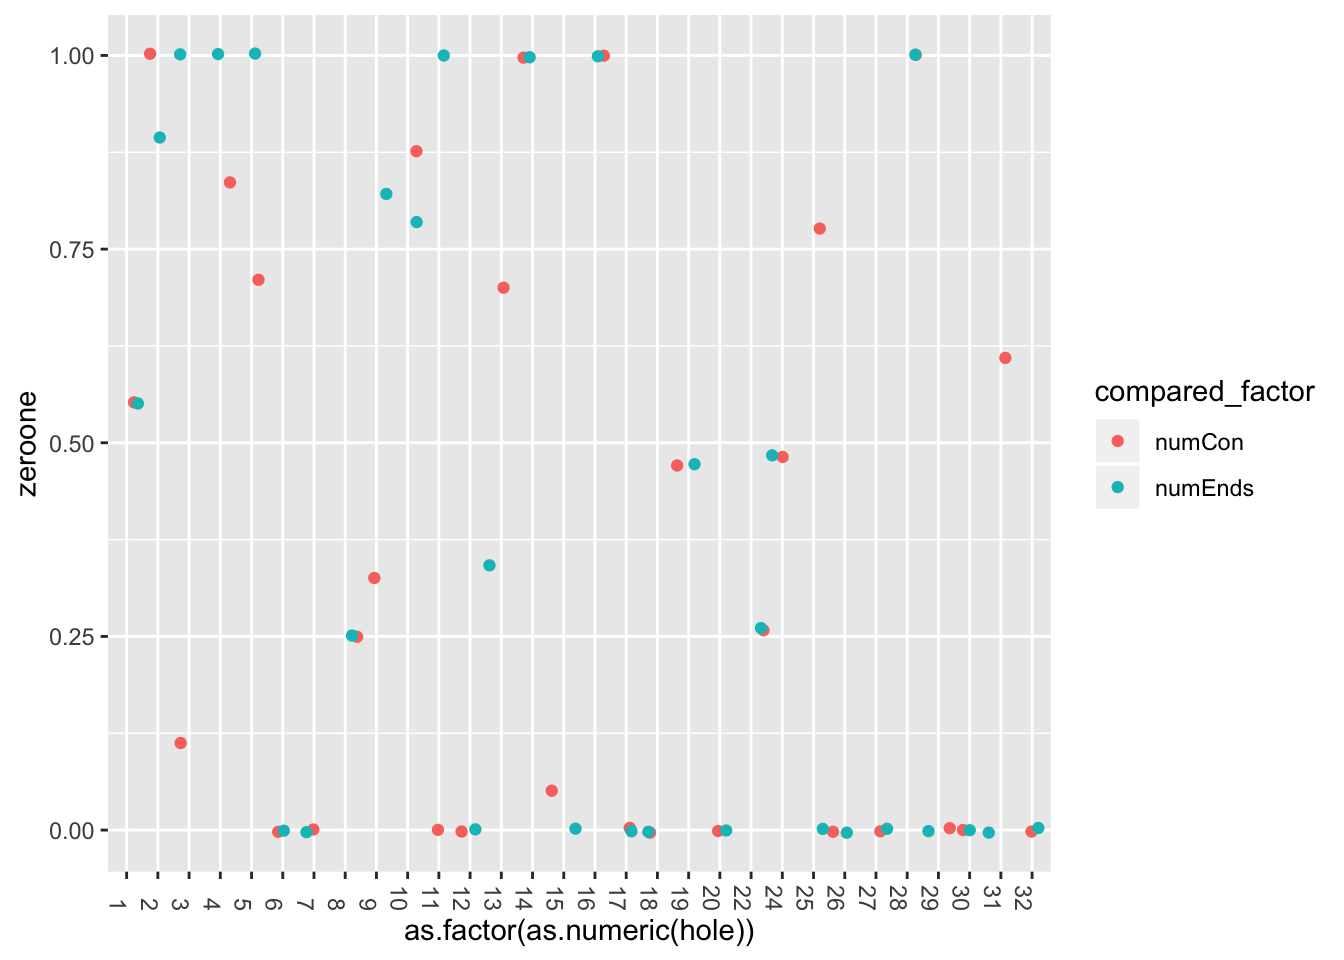 1.00
0.75
0.50
0.25
0.00
zeroone
1 2 3 4 5 6 7 8 9 10 11 12 13 14 15 16 17 18 19 20 22 24 25 26 27 28 29 30 31 32
as.factor(as.numeric(hole))
compared_factor
numCon
numEnds